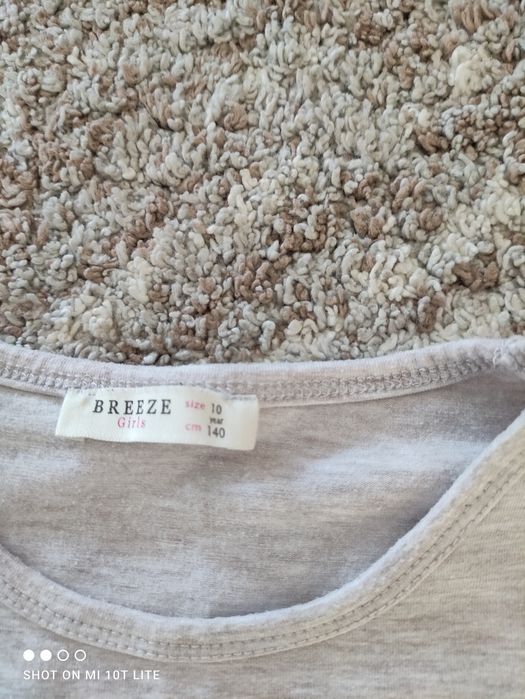 BREEZE size 10
Girls year
cm 140
SHOT ON MI 10T LITE